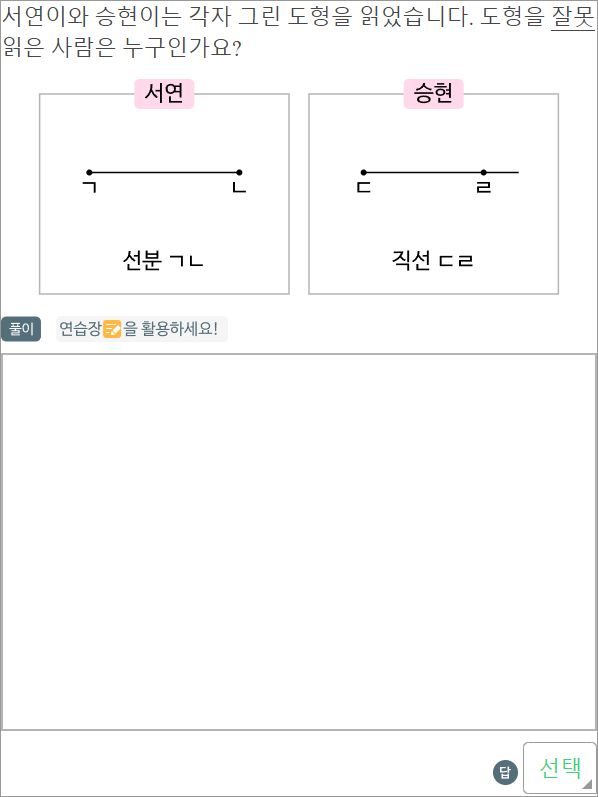 서연이와 승현이는 각자 그린 도형을 읽었습니다. 도형을 잘못
읽은 사람은 누구인가요?
서연
승현
ㄱ ㄴ
ㄷ ㄹ
선분 ㄱㄴ
직선 ㄷㄹ
풀이 연습장을 활용하세요!
답 선택